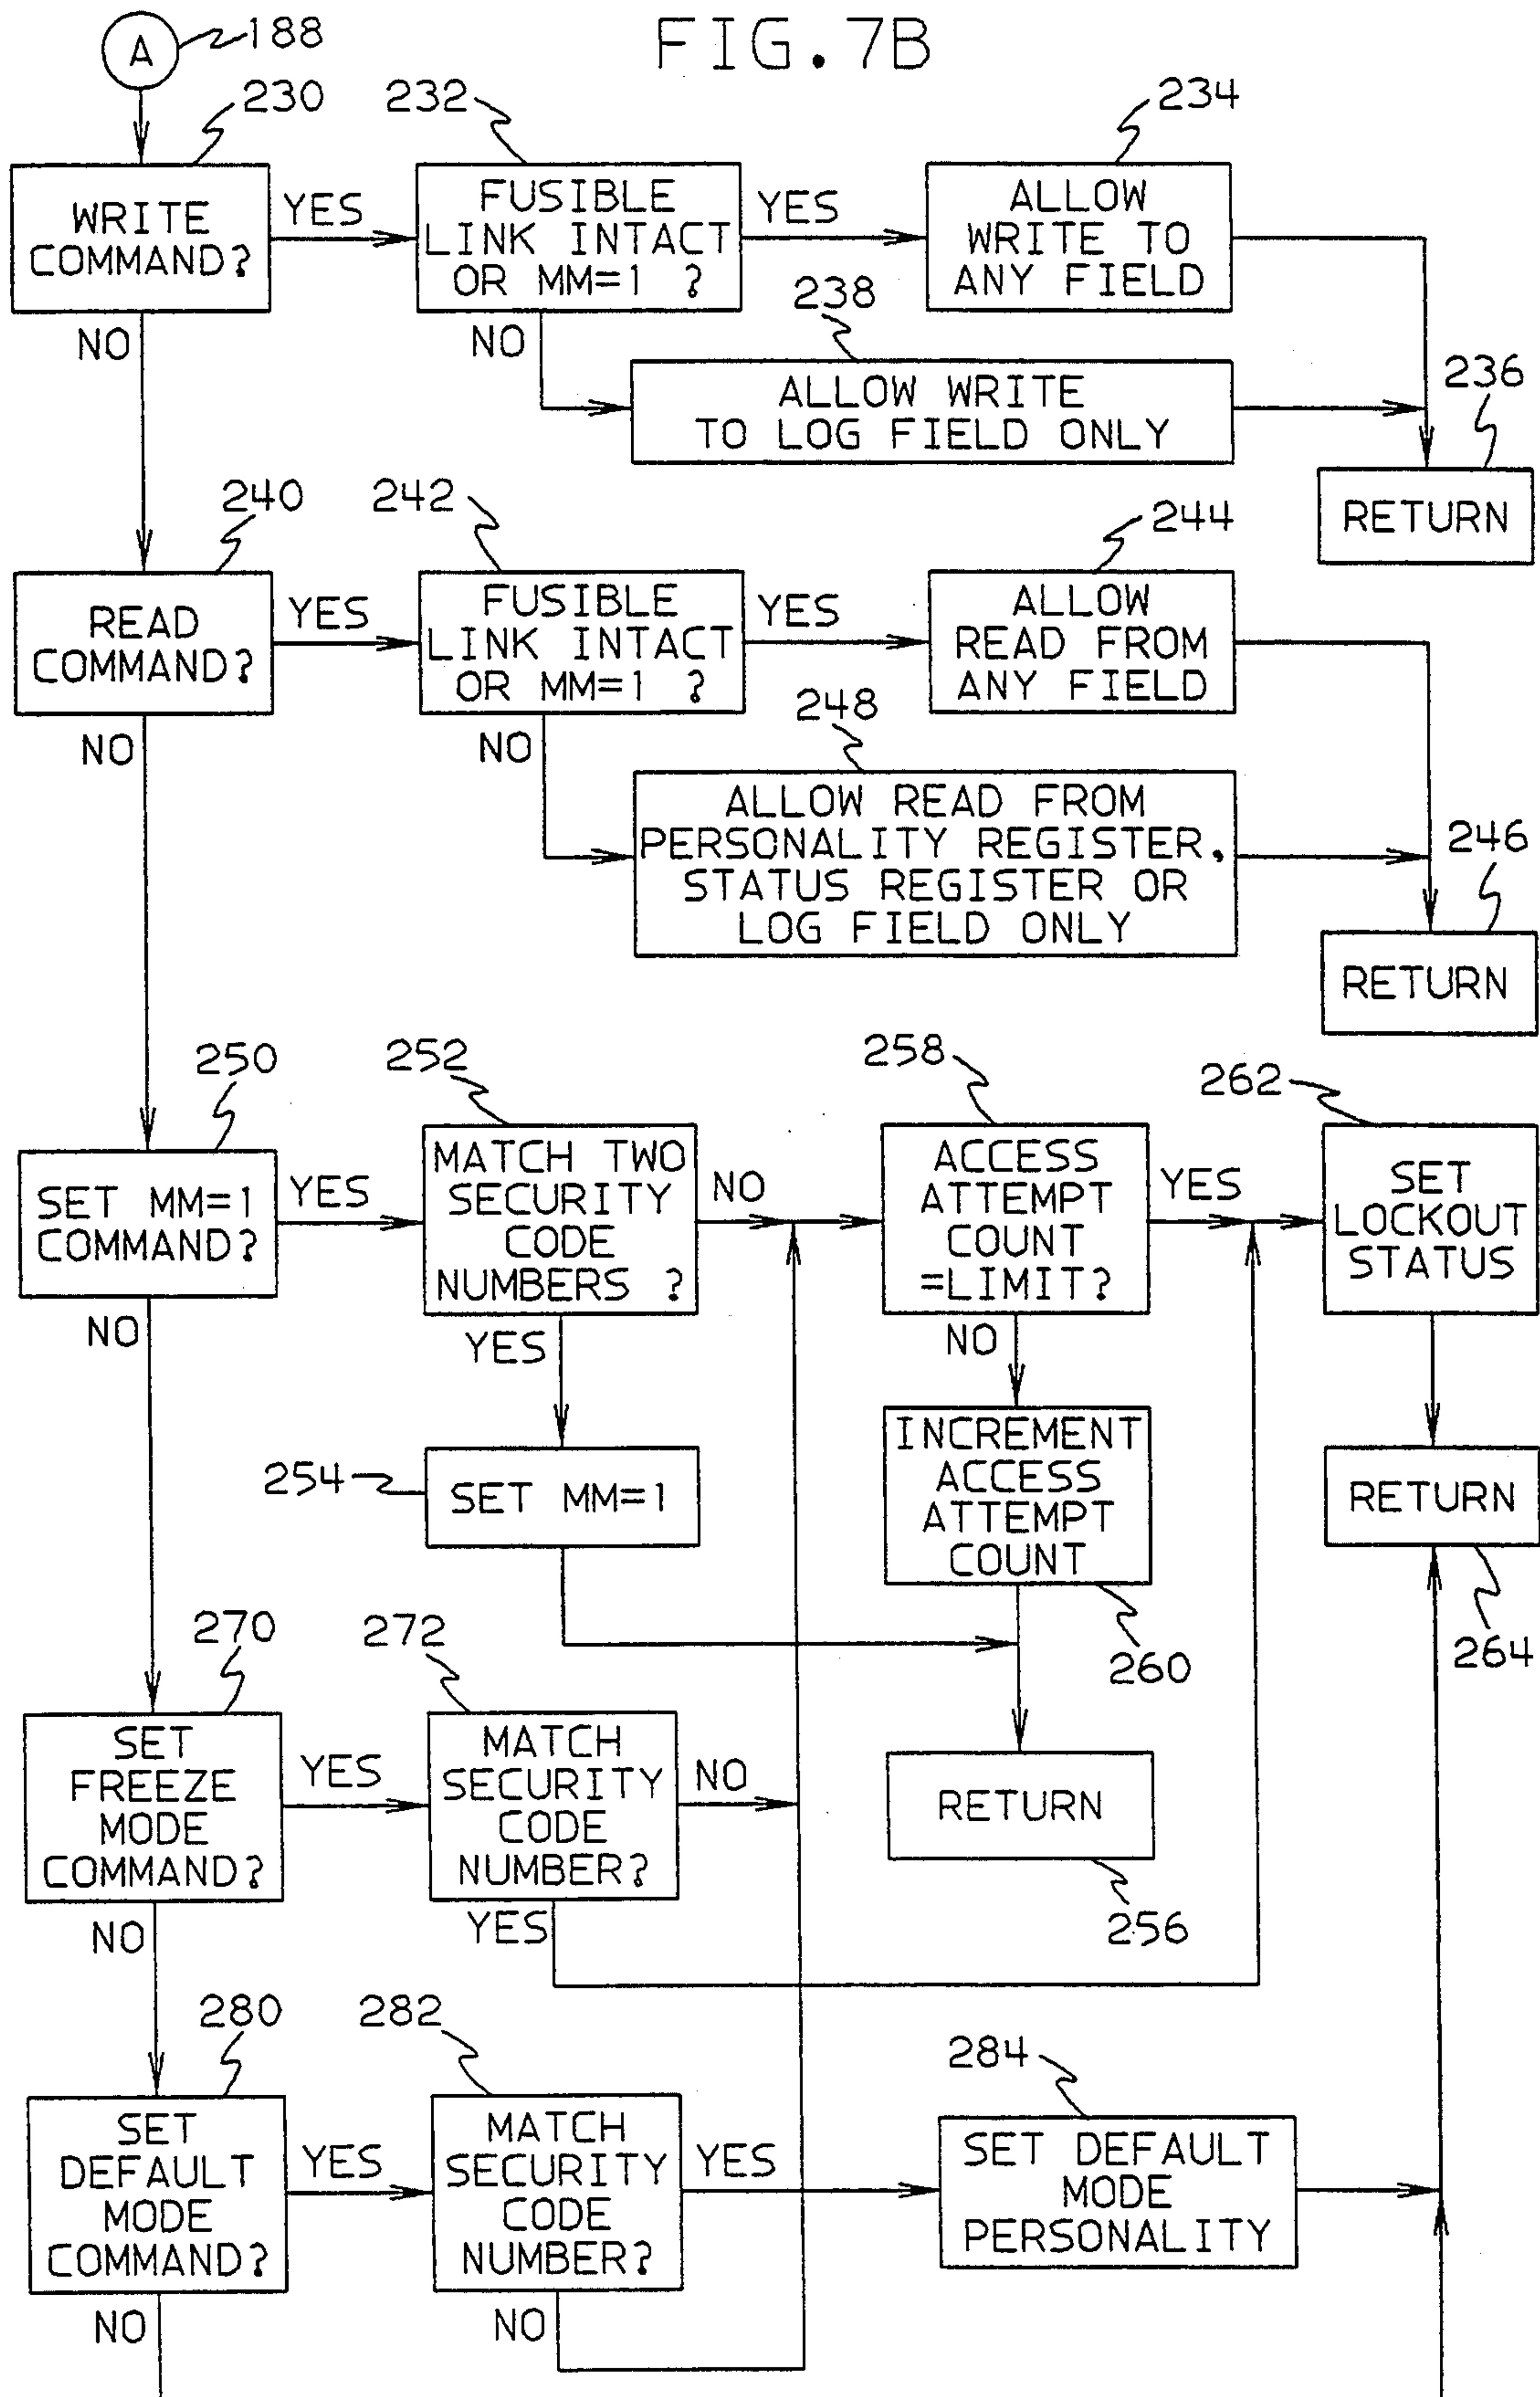 FIG. 7B
A
188
230
232
234
WRITE
COMMAND?
YES
FUSIBLE
LINK INTACT
OR MM=1 ?
YES
ALLOW
WRITE TO
ANY FIELD
NO
NO
238
ALLOW WRITE
TO LOG FIELD ONLY
236
RETURN
240
242
244
READ
COMMAND?
YES
FUSIBLE
LINK INTACT
OR MM=1 ?
YES
ALLOW
READ FROM
ANY FIELD
NO
NO
248
ALLOW READ FROM
PERSONALITY REGISTER,
STATUS REGISTER OR
LOG FIELD ONLY
246
RETURN
250
252
258
262
SET MM=1
COMMAND?
YES
MATCH TWO
SECURITY
CODE
NUMBERS ?
NO
ACCESS
ATTEMPT
COUNT
=LIMIT?
YES
SET
LOCKOUT
STATUS
NO
YES
NO
254
SET MM=1
INCREMENT
ACCESS
ATTEMPT
COUNT
RETURN
260
264
270
272
SET
FREEZE
MODE
COMMAND?
YES
MATCH
SECURITY
CODE
NUMBER?
NO
RETURN
256
NO
YES
280
282
284
SET
DEFAULT
MODE
COMMAND?
YES
MATCH
SECURITY
CODE
NUMBER?
YES
SET DEFAULT
MODE
PERSONALITY
NO
NO